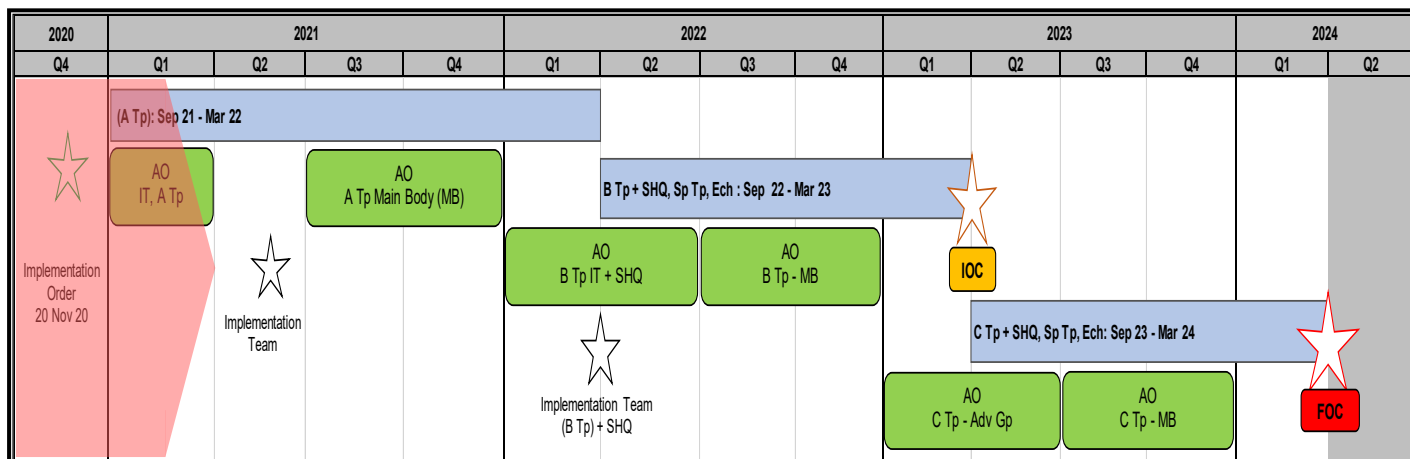 2020 2021 2022 2023 2024
Q4 Q1 Q2 Q3 Q4 Q1 Q2 Q3 Q4 Q1 Q2 Q3 Q4 Q1 Q2
(A Tp): Sep 21 - Mar 22
AO
IT, A Tp
AO
A Tp Main Body (MB)
B Tp + SHQ, Sp Tp, Ech : Sep 22 - Mar 23
AO
B Tp IT + SHQ
AO
B Tp - MB
IOC
Implementation
Order
20 Nov 20
Implementation
Team
C Tp + SHQ, Sp Tp, Ech: Sep 23 - Mar 24
Implementation Team
(B Tp) + SHQ
AO
C Tp - Adv Gp
AO
C Tp - MB
FOC